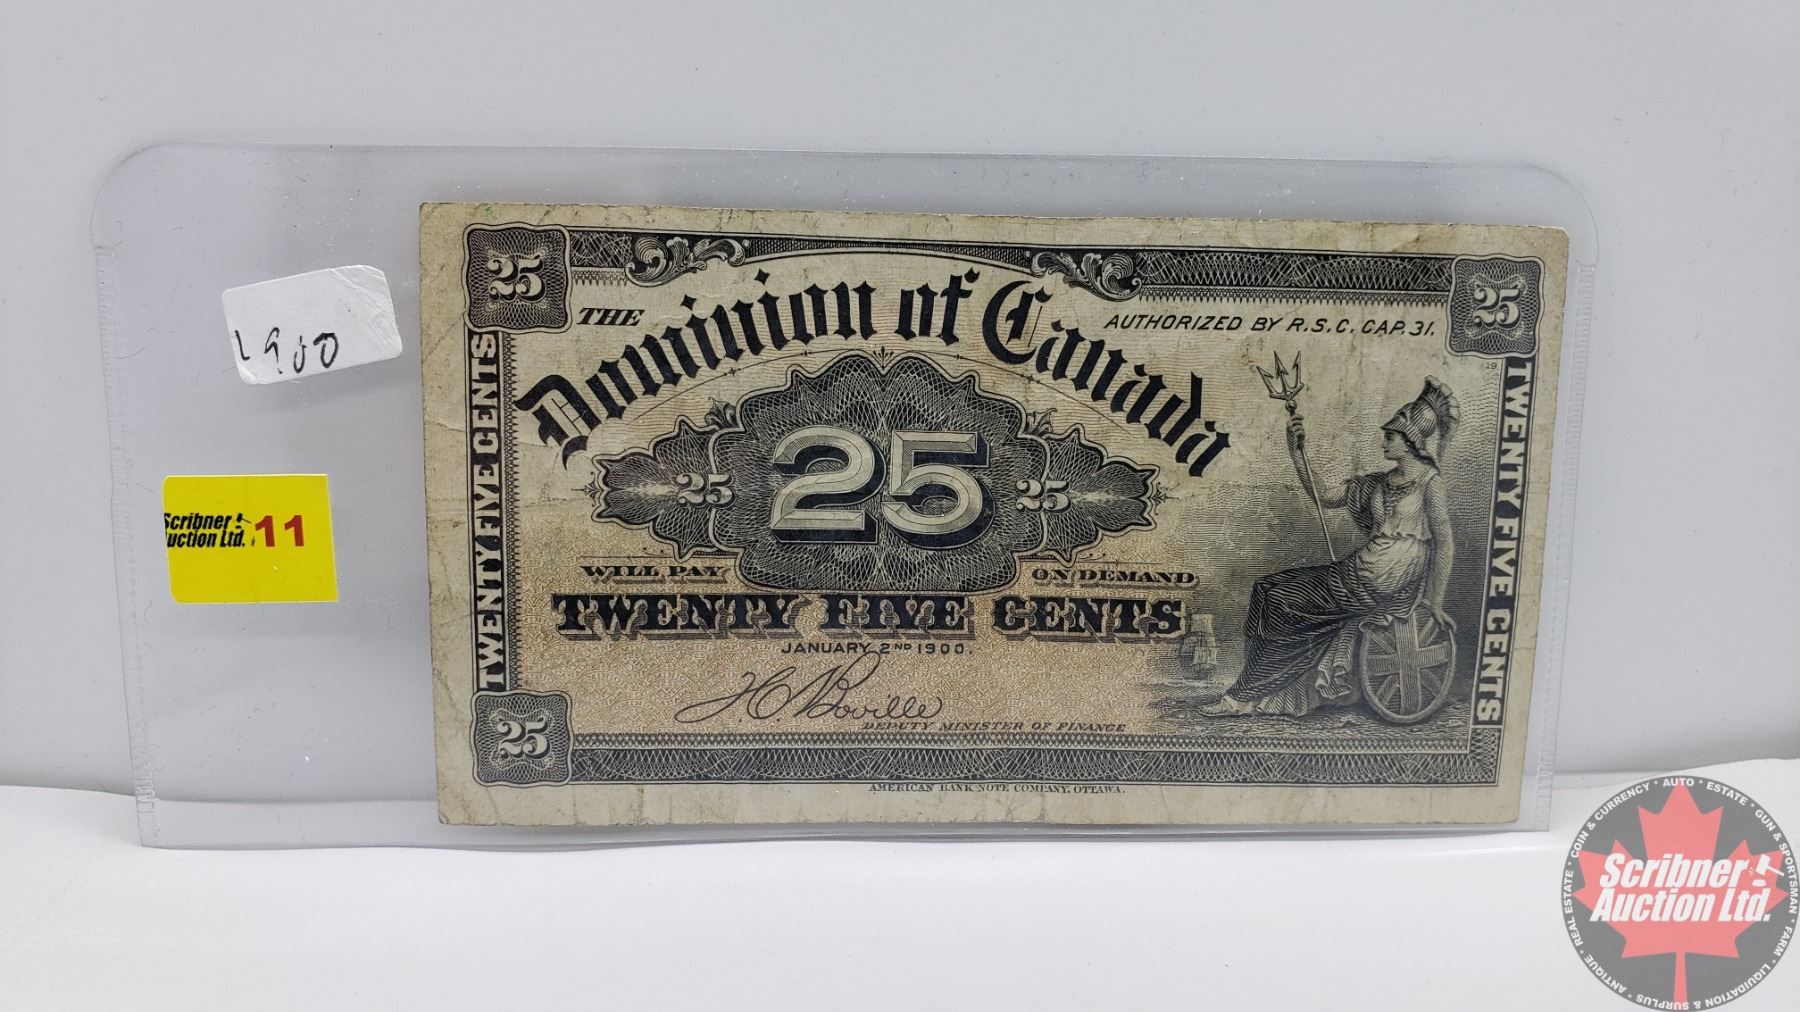 1900
Scribner
uction Ltd. 11
25
25
THE
Dominion of Canada
AUTHORIZED BY R.S.C. CAP. 31.
19
TWENTY FIVE CENTS
TWENTY FIVE CENTS
25
25
25
WILL PAY
ON DEMAND
TWENTY FIVE CENTS
JANUARY 2ND 1900.
J.C. Boville
DEPUTY MINISTER OF FINANCE
25
AMERICAN BANK NOTE COMPANY, OTTAWA.
COIN & CURRENCY • AUTO • ESTATE • GUN & SPORTSMAN • FARM • LIQUIDATION & SURPLUS • ANTIQUE • REAL ESTATE •
Scribner
Auction Ltd.